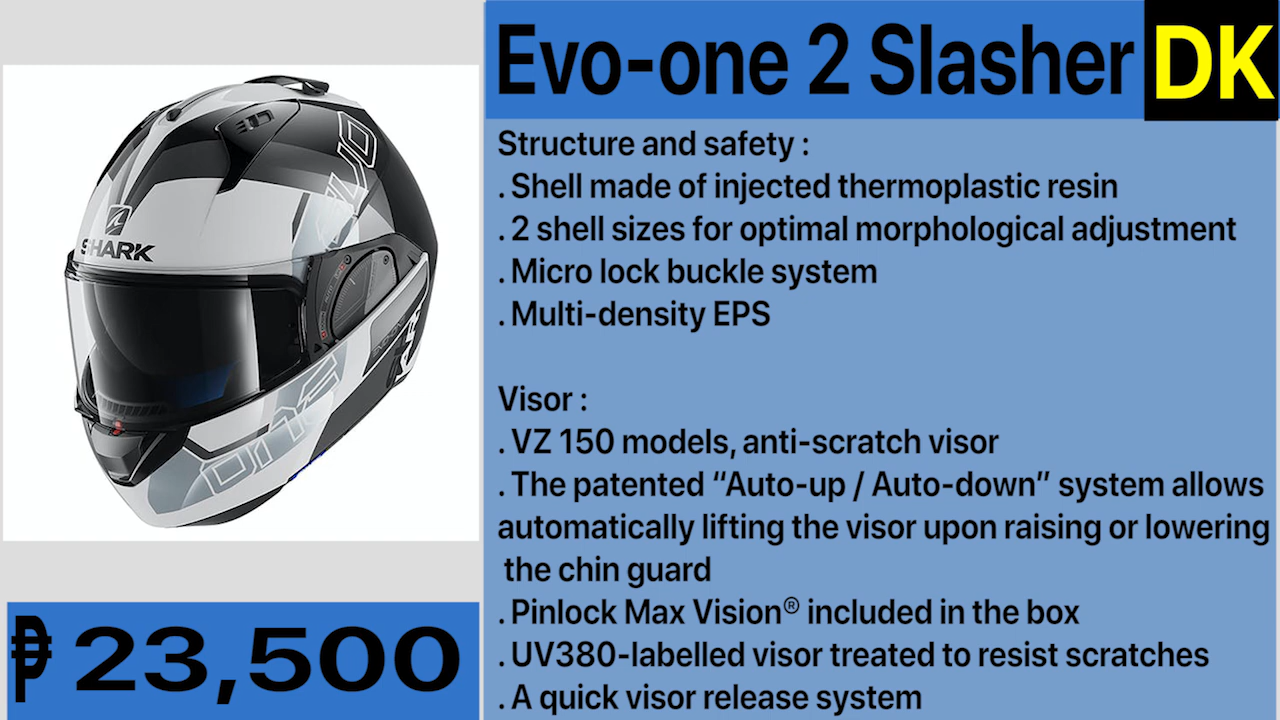 Evo-one 2 Slasher DK
Structure and safety :
. Shell made of injected thermoplastic resin
. 2 shell sizes for optimal morphological adjustment
. Micro lock buckle system
. Multi-density EPS
Visor :
. VZ 150 models, anti-scratch visor
. The patented “Auto-up / Auto-down” system allows
automatically lifting the visor upon raising or lowering
the chin guard
. Pinlock Max Vision® included in the box
. UV380-labelled visor treated to resist scratches
. A quick visor release system
SHARK
EVO
ONE
₱ 23,500